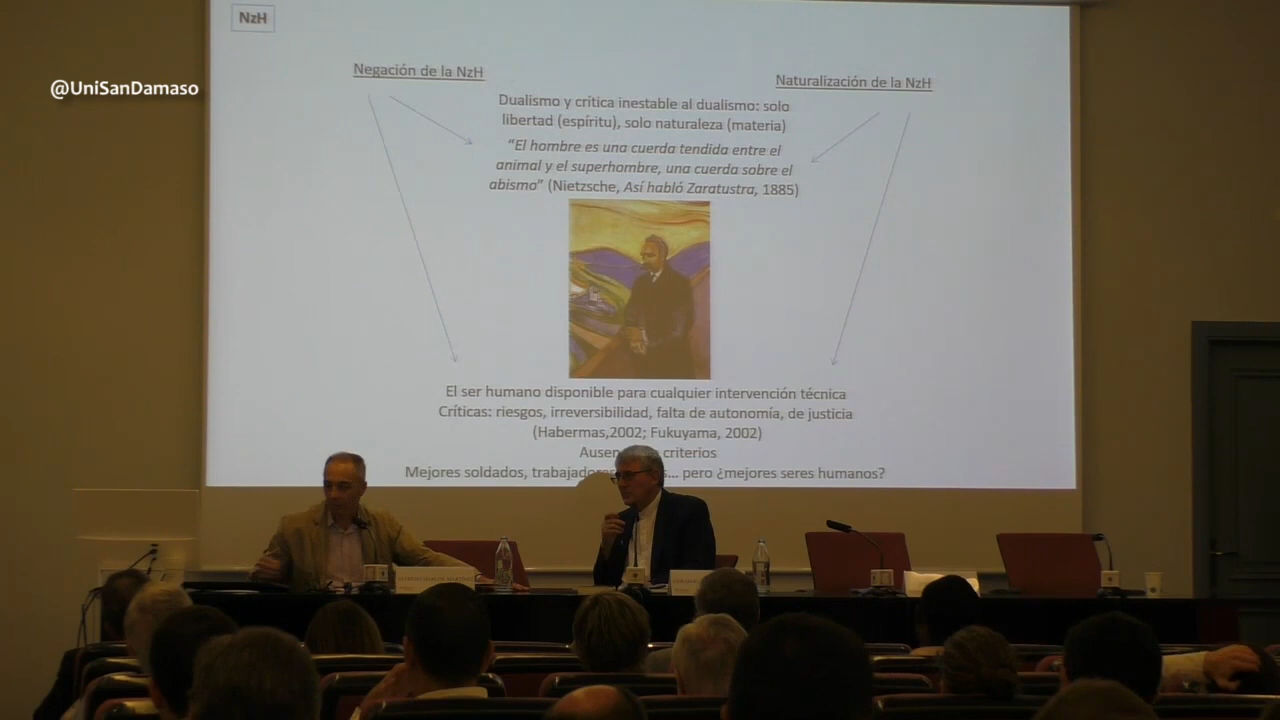 NzH
@UniSanDamaso
Negación de la NzH
Naturalización de la NzH
Dualismo y crítica inestable al dualismo: solo
libertad (espíritu), solo naturaleza (materia)
“El hombre es una cuerda tendida entre el
animal y el superhombre, una cuerda sobre el
abismo” (Nietzsche, Así habló Zaratustra, 1885)
El ser humano disponible para cualquier intervención técnica
Críticas: riesgos, irreversibilidad, falta de autonomía, de justicia
(Habermas,2002; Fukuyama, 2002)
criterios
Mejores soldados, pero ¿mejores seres humanos?